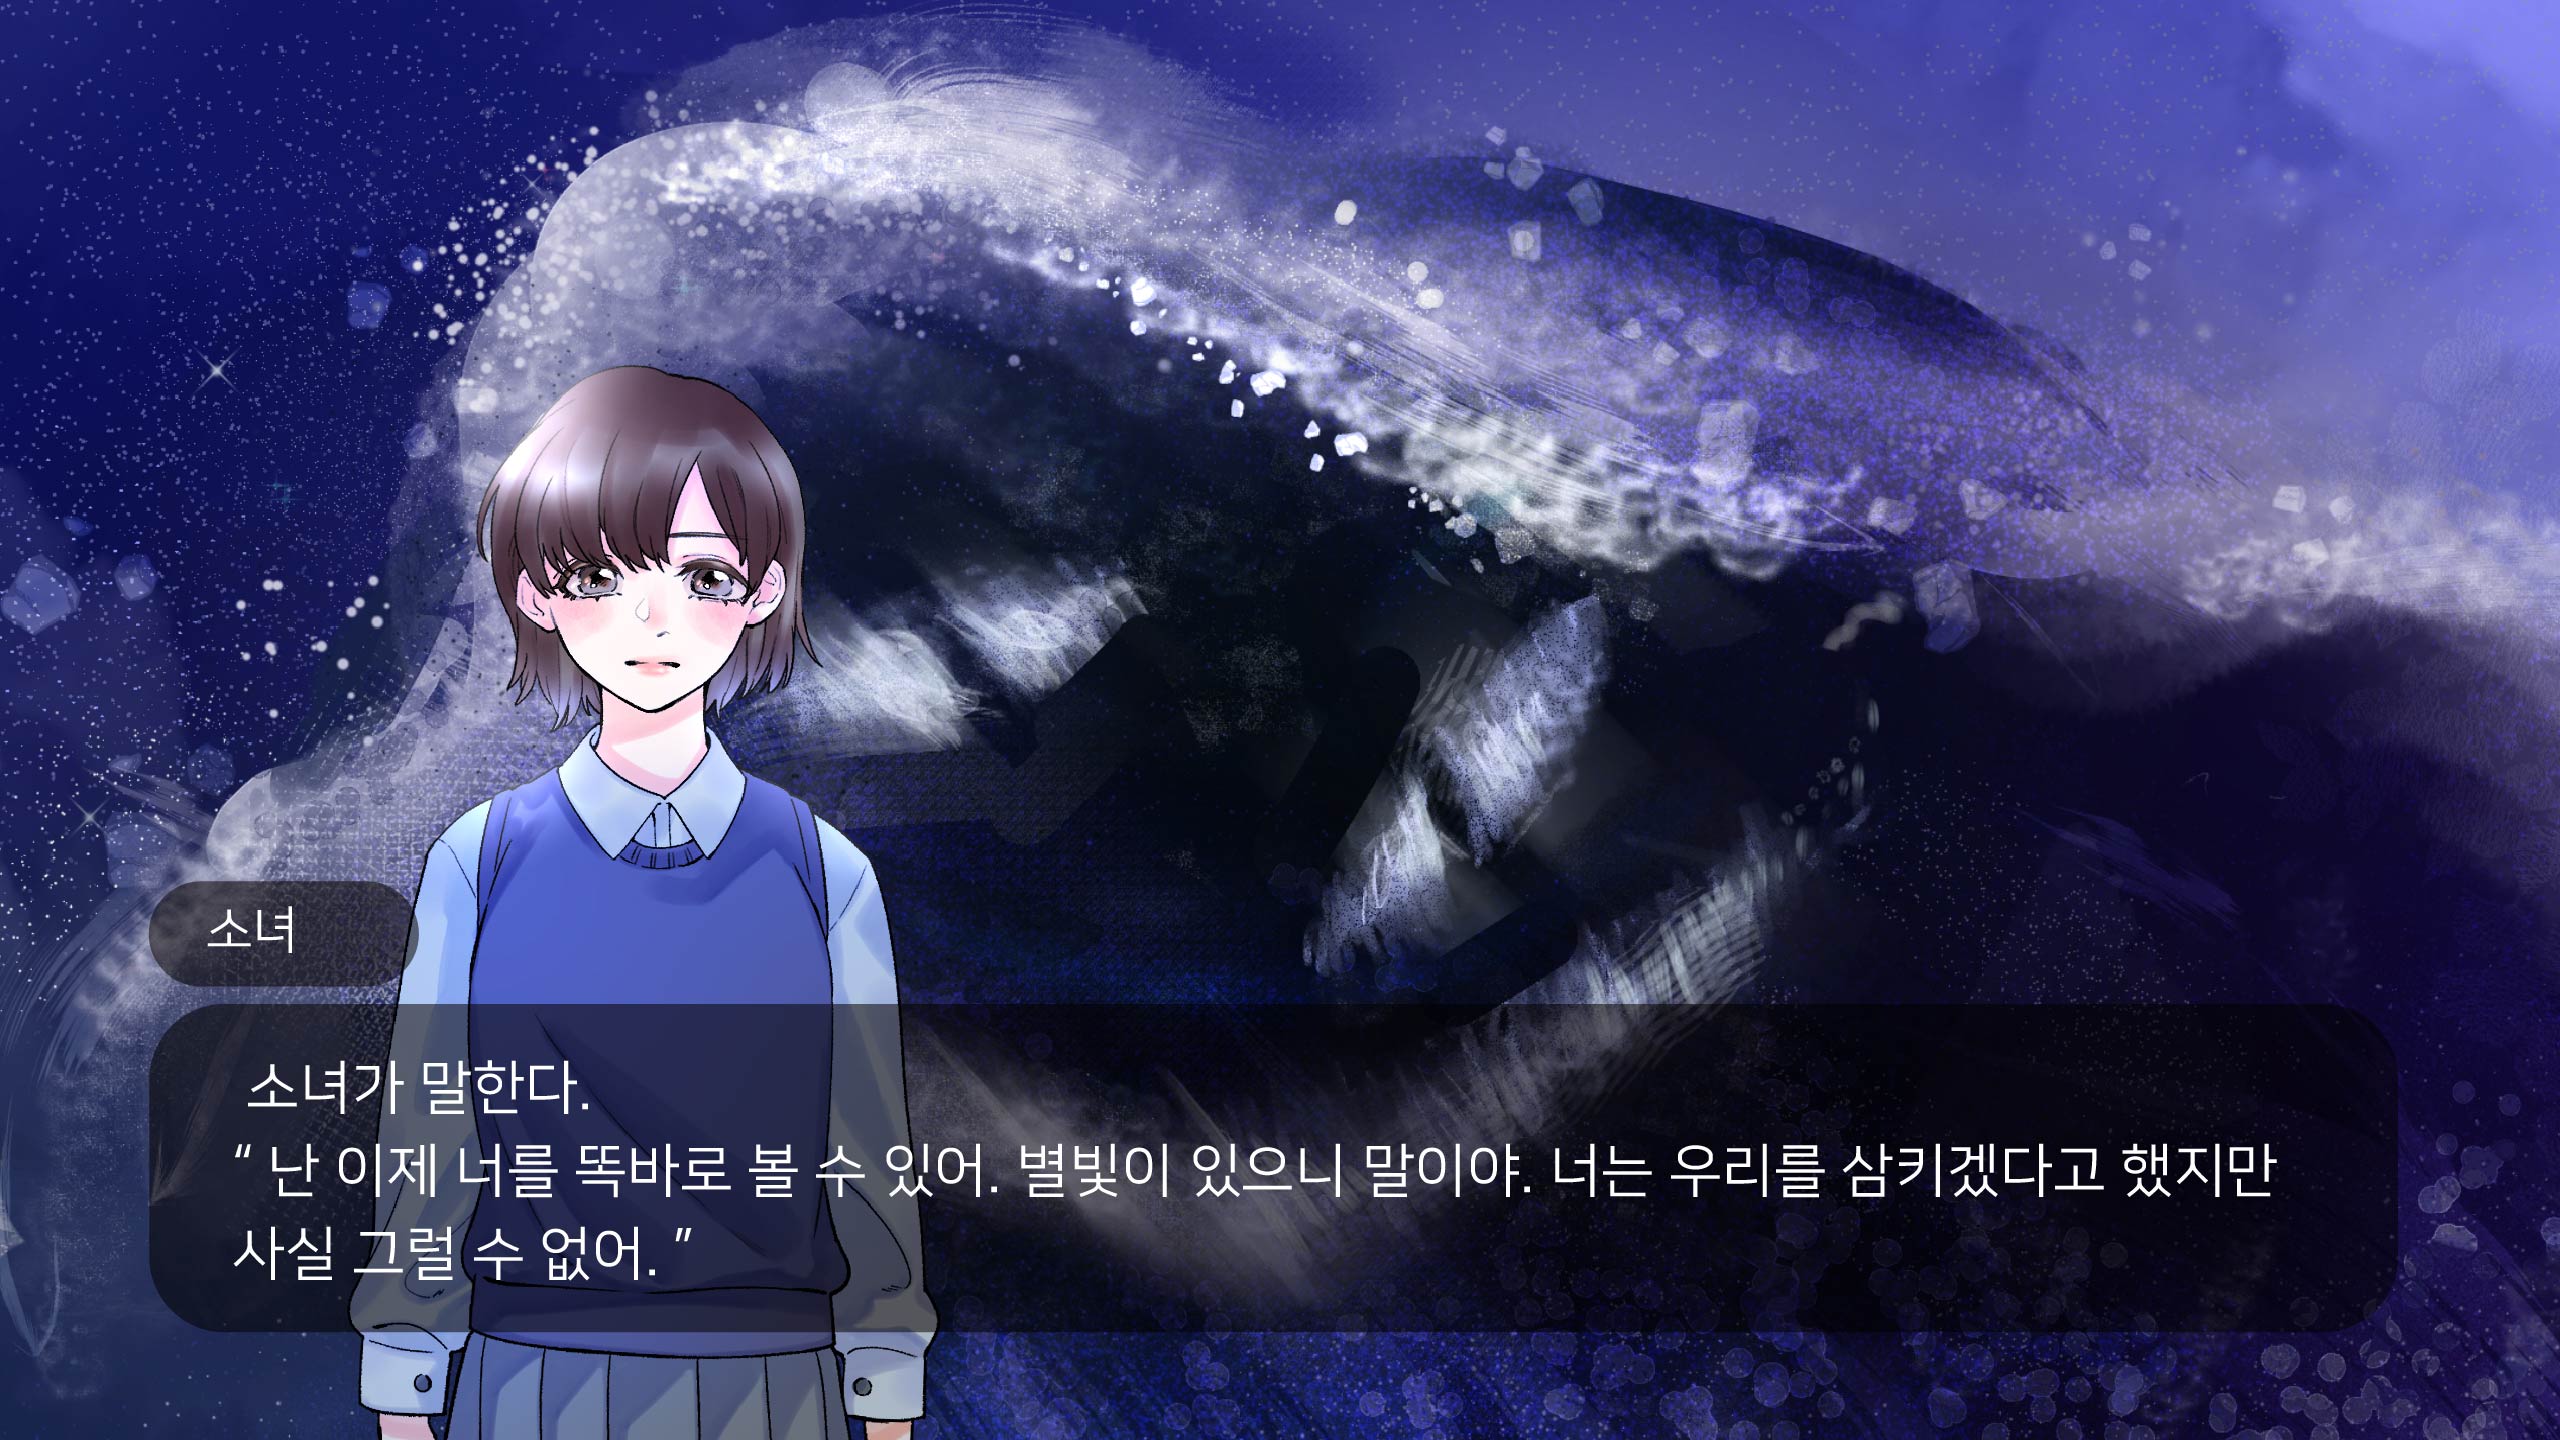 소녀
소녀가 말한다.
“ 난 이제 너를 똑바로 볼 수 있어. 별빛이 있으니 말이야. 너는 우리를 삼키겠다고 했지만
사실 그럴 수 없어. ”